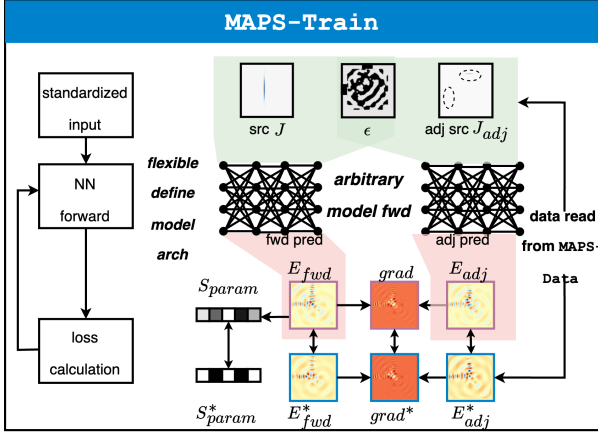 MAPS-Train
standardized
input
NN
forward
loss
calculation
src J
ϵ
adj src J_adj
flexible
define
model
arch
arbitrary
model fwd
fwd pred
adj pred
data read
from MAPS-
Data
S_param
E_fwd
grad
E_adj
S*_param
E*_fwd
grad*
E*_adj